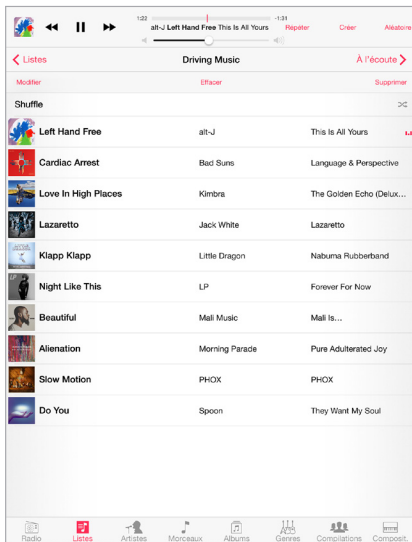 1:22 -1:31
alt-J Left Hand Free This Is All Yours Répéter Créer Aléatoire
Listes Driving Music À l'écoute
Modifier Effacer Supprimer
Shuffle
Left Hand Free alt-J This Is All Yours
Cardiac Arrest Bad Suns Language & Perspective
Love In High Places Kimbra The Golden Echo (Delux…
Lazaretto Jack White Lazaretto
Klapp Klapp Little Dragon Nabuma Rubberband
Night Like This LP Forever For Now
Beautiful Mali Music Mali Is…
Alienation Morning Parade Pure Adulterated Joy
Slow Motion PHOX PHOX
Do You Spoon They Want My Soul
Radio Listes Artistes Morceaux Albums Genres Compilations Composit.